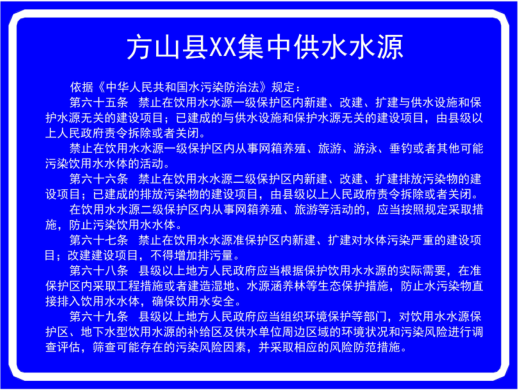 方山县XX集中供水水源
依据《中华人民共和国水污染防治法》规定：
第六十五条　禁止在饮用水水源一级保护区内新建、改建、扩建与供水设施和保
护水源无关的建设项目；已建成的与供水设施和保护水源无关的建设项目，由县级以
上人民政府责令拆除或者关闭。
禁止在饮用水水源一级保护区内从事网箱养殖、旅游、游泳、垂钓或者其他可能
污染饮用水水体的活动。
第六十六条　禁止在饮用水水源二级保护区内新建、改建、扩建排放污染物的建
设项目；已建成的排放污染物的建设项目，由县级以上人民政府责令拆除或者关闭。
在饮用水水源二级保护区内从事网箱养殖、旅游等活动的，应当按照规定采取措
施，防止污染饮用水水体。
第六十七条　禁止在饮用水水源准保护区内新建、扩建对水体污染严重的建设项
目；改建建设项目，不得增加排污量。
第六十八条　县级以上地方人民政府应当根据保护饮用水水源的实际需要，在准
保护区内采取工程措施或者建造湿地、水源涵养林等生态保护措施，防止水污染物直
接排入饮用水水体，确保饮用水安全。
第六十九条　县级以上地方人民政府应当组织环境保护等部门，对饮用水水源保
护区、地下水型饮用水源的补给区及供水单位周边区域的环境状况和污染风险进行调
查评估，筛查可能存在的污染风险因素，并采取相应的风险防范措施。